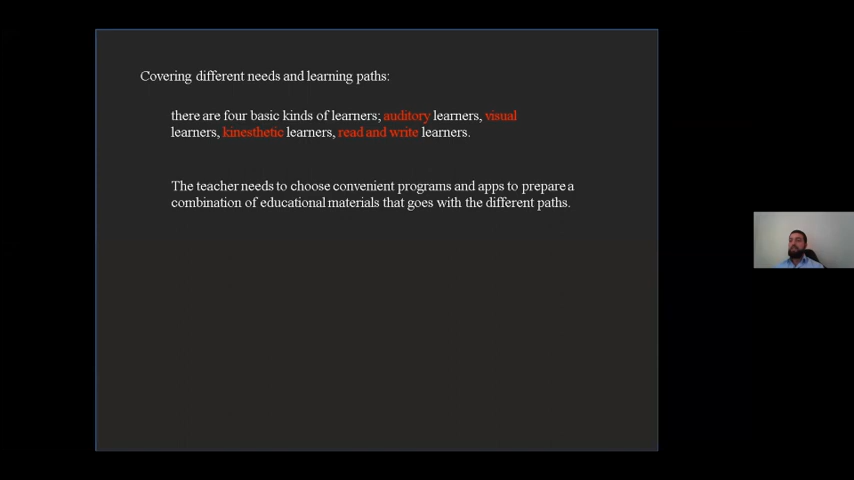 Covering different needs and learning paths:
there are four basic kinds of learners; auditory learners, visual
learners, kinesthetic learners, read and write learners.
The teacher needs to choose convenient programs and apps to prepare a
combination of educational materials that goes with the different paths.